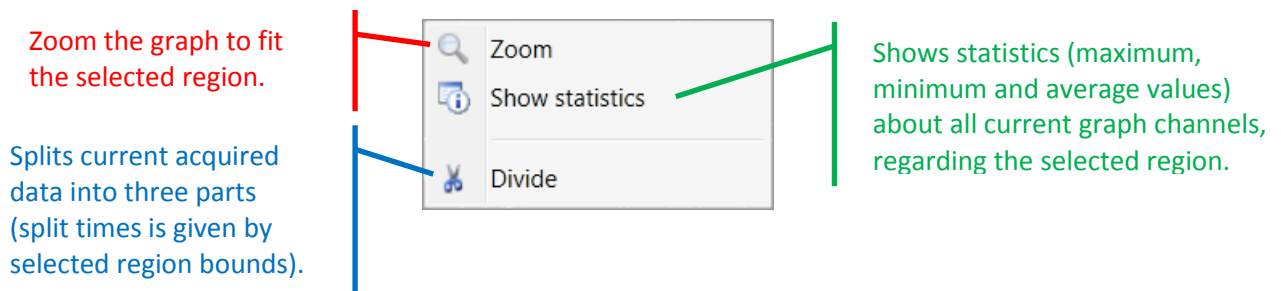 Zoom the graph to fit
the selected region.
Splits current acquired
data into three parts
(split times is given by
selected region bounds).
Zoom
Show statistics
Divide
Shows statistics (maximum,
minimum and average values)
about all current graph channels,
regarding the selected region.